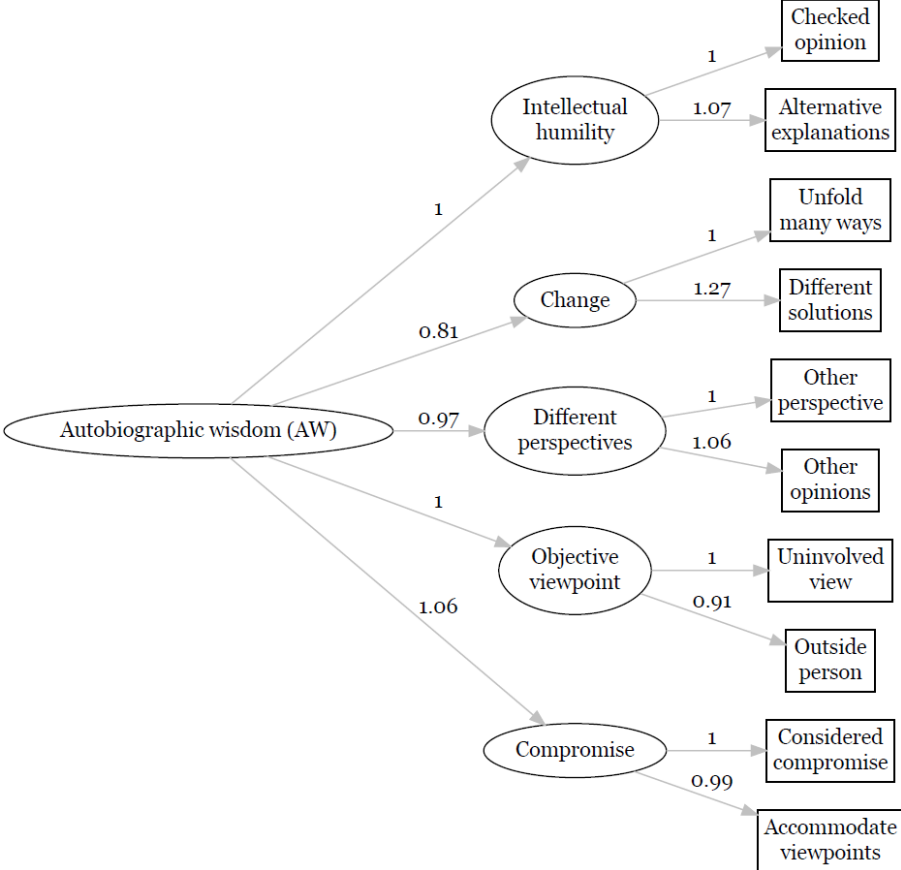 Checked
opinion
1
Intellectual
humility
1.07
Alternative
explanations
1
Unfold
many ways
1
Change
1.27
Different
solutions
0.81
Other
perspective
1
Autobiographic wisdom (AW)
0.97
Different
perspectives
1.06
Other
opinions
1
Objective
viewpoint
1
Uninvolved
view
0.91
1.06
Outside
person
Compromise
1
Considered
compromise
0.99
Accommodate
viewpoints